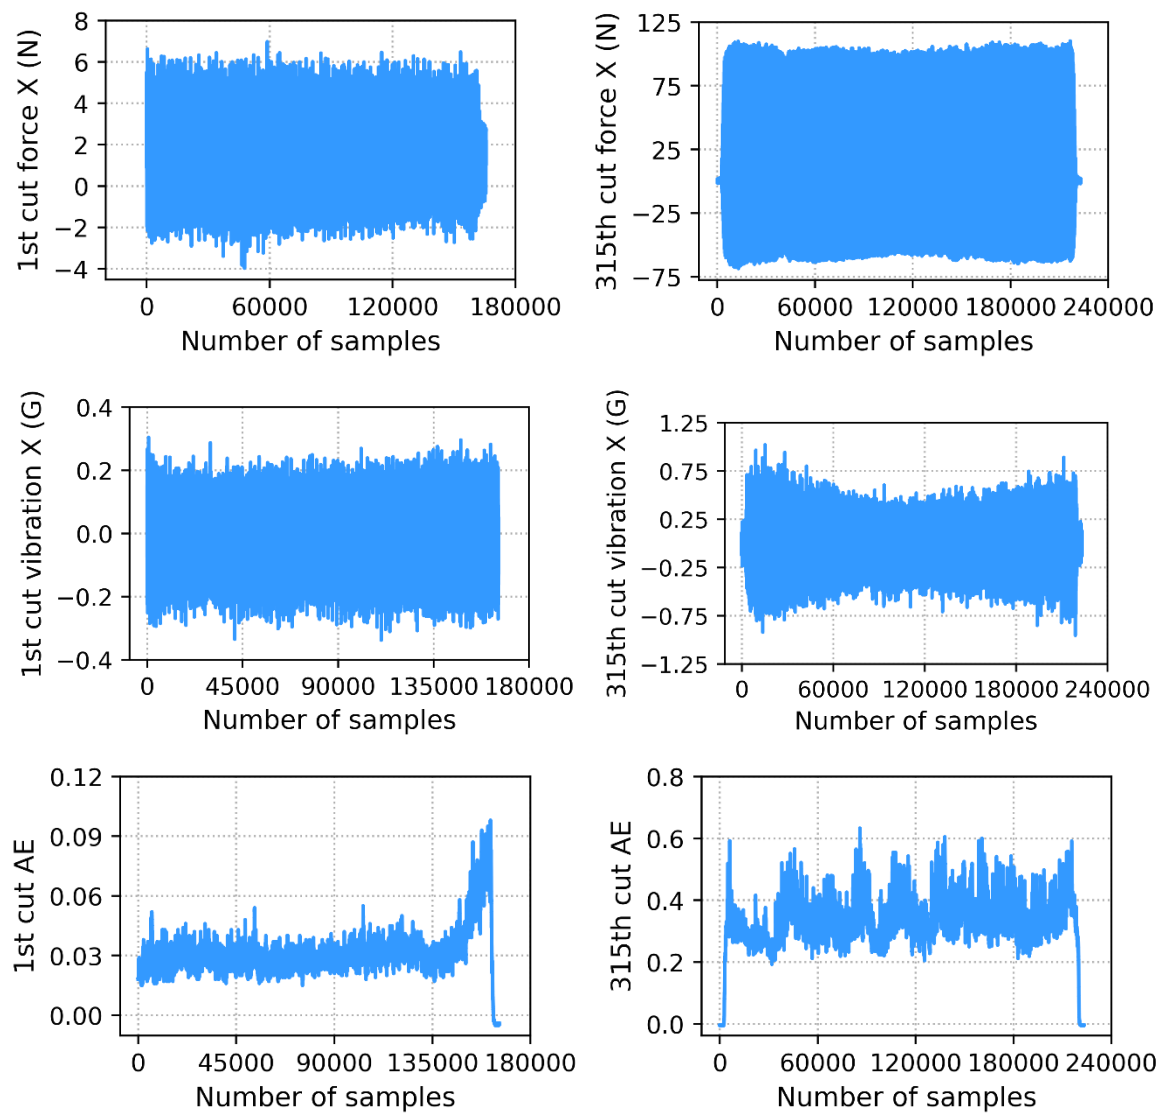 1st cut force X (N)
8
6
4
2
0
−2
−4
0 60000 120000 180000
Number of samples
315th cut force X (N)
125
75
25
−25
−75
0 60000 120000 180000 240000
Number of samples
1st cut vibration X (G)
0.4
0.2
0.0
−0.2
−0.4
0 45000 90000 135000 180000
Number of samples
315th cut vibration X (G)
1.25
0.75
0.25
−0.25
−0.75
−1.25
0 60000 120000 180000 240000
Number of samples
1st cut AE
0.12
0.09
0.06
0.03
0.00
0 45000 90000 135000 180000
Number of samples
315th cut AE
0.8
0.6
0.4
0.2
0.0
0 60000 120000 180000 240000
Number of samples